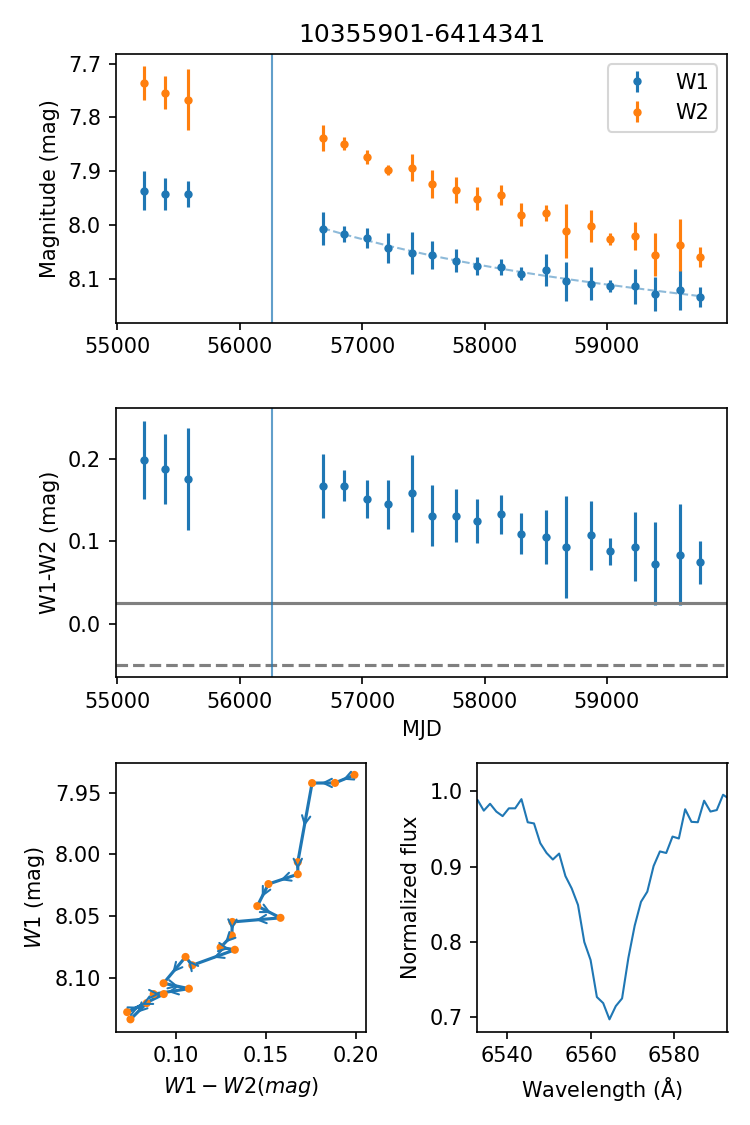 10355901-6414341
Magnitude (mag)
7.7
7.8
7.9
8.0
8.1
W1
W2
55000 56000 57000 58000 59000
W1-W2 (mag)
0.2
0.1
0.0
55000 56000 57000 58000 59000
MJD
W1 (mag)
7.95
8.00
8.05
8.10
0.10 0.15 0.20
W1 − W2(mag)
Normalized flux
1.0
0.9
0.8
0.7
6540 6560 6580
Wavelength (Å)